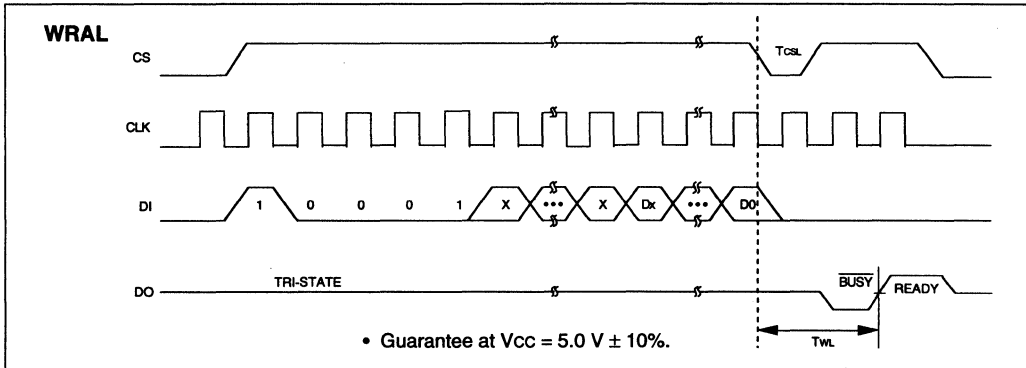 WRAL
CS
TCSL
CLK
DI
1 0 0 0 1 X ••• X Dx ••• D0
DO
TRI-STATE
BUSY
READY
TWL
• Guarantee at Vcc = 5.0 V ± 10%.